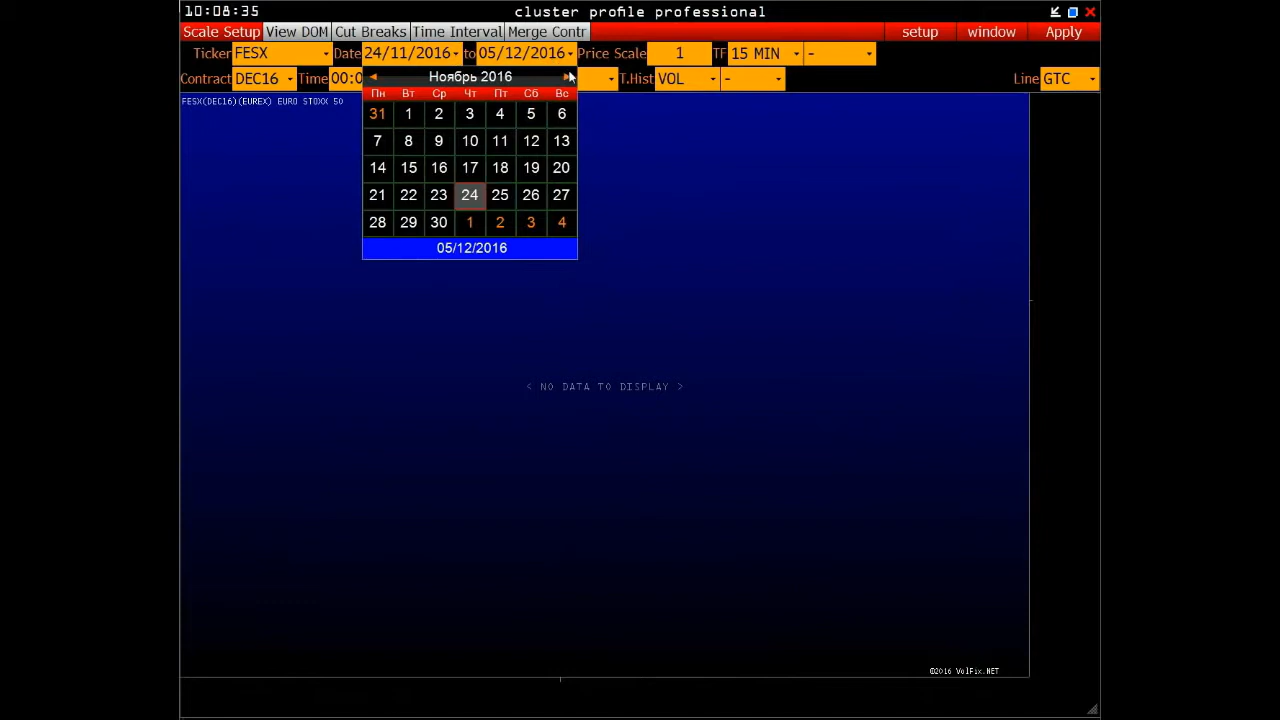 10:08:35 cluster profile professional
Scale Setup View DOM Cut Breaks Time Interval Merge Contr setup window Apply
Ticker FESX Date 24/11/2016 to 05/12/2016 Price Scale 1 TF 15 MIN -
Contract DEC16 Time 00:0 T.Hist VOL - Line GTC
Ноябрь 2016
Пн Вт Ср Чт Пт Сб Вс
31 1 2 3 4 5 6
7 8 9 10 11 12 13
14 15 16 17 18 19 20
21 22 23 24 25 26 27
28 29 30 1 2 3 4
05/12/2016
FESX(DEC16)(EUREX) EURO STOXX 50
< NO DATA TO DISPLAY >
©2016 VolFix.NET